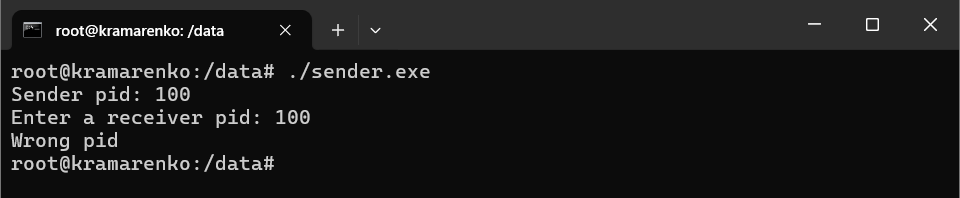 root@kramarenko: /data
root@kramarenko:/data# ./sender.exe
Sender pid: 100
Enter a receiver pid: 100
Wrong pid
root@kramarenko:/data#